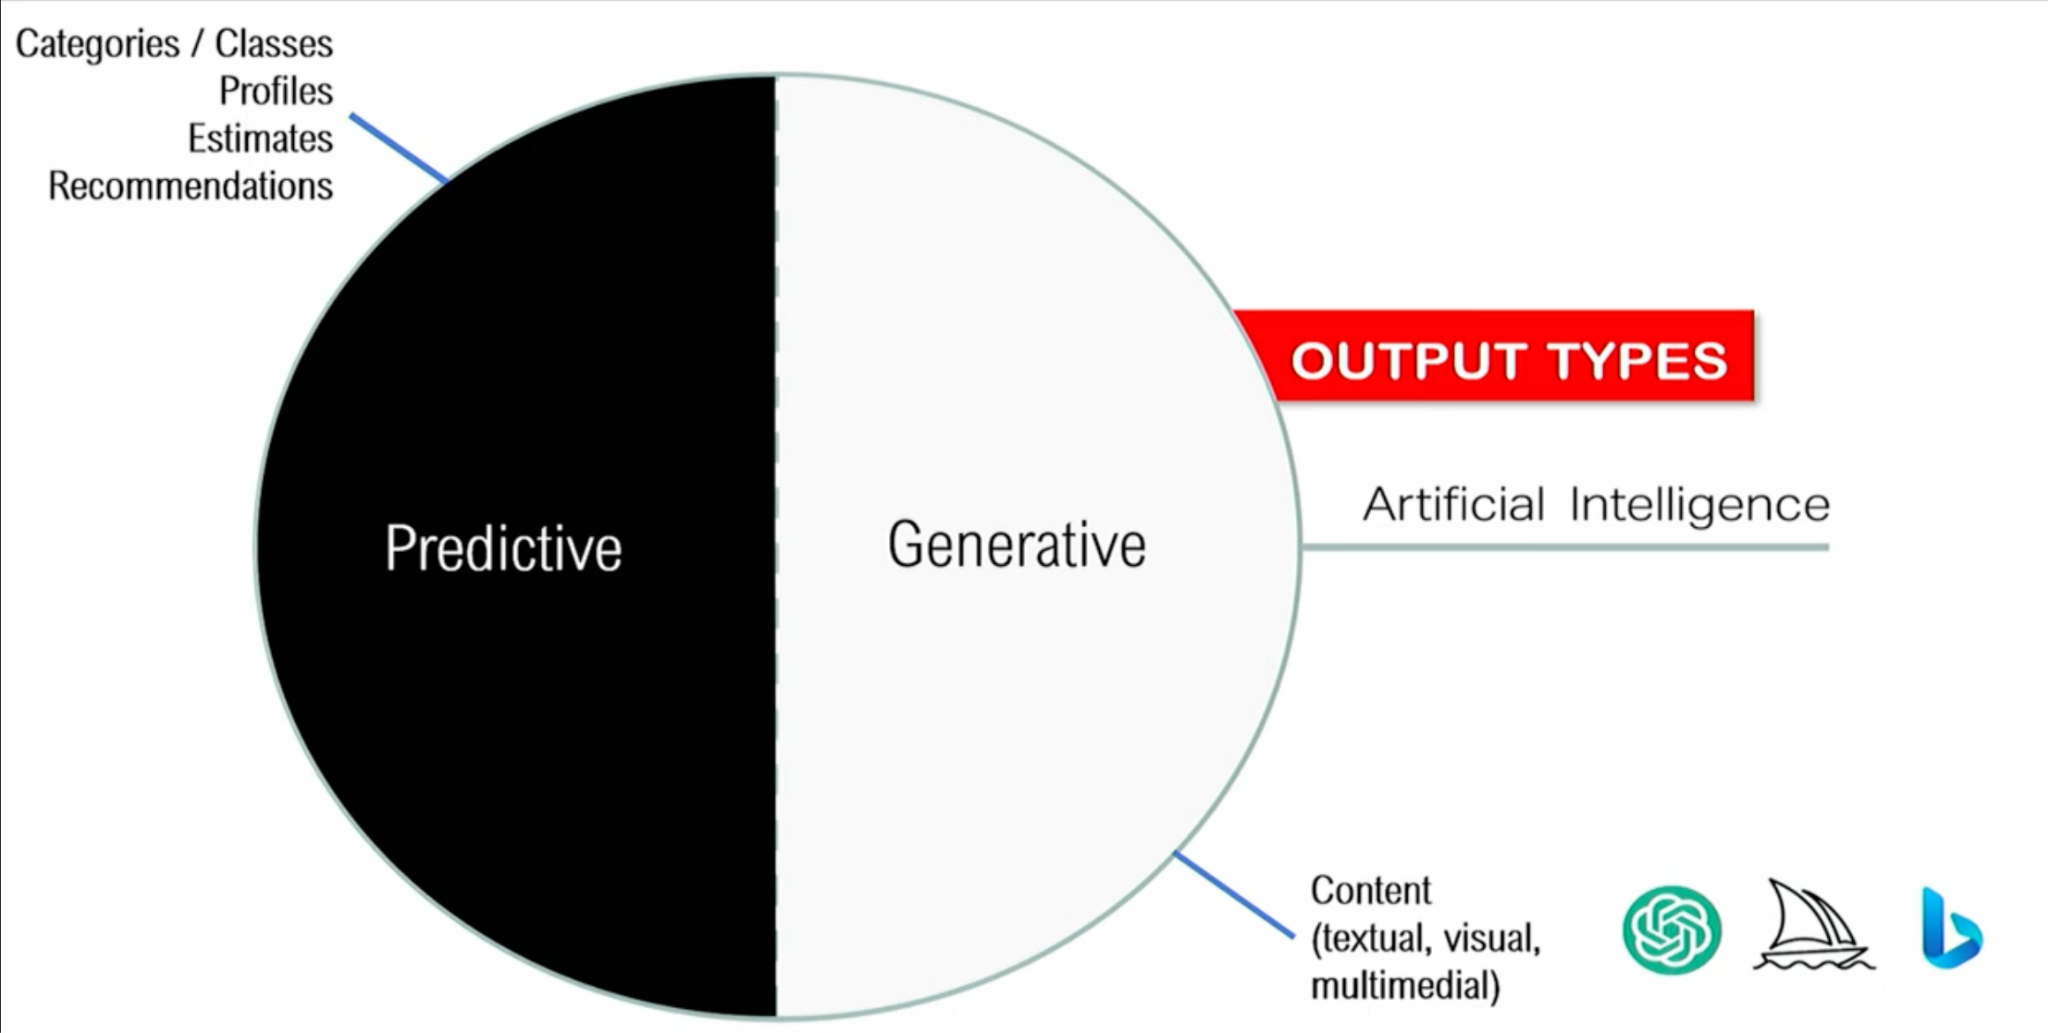 Categories / Classes
Profiles
Estimates
Recommendations
Predictive
Generative
OUTPUT TYPES
Artificial Intelligence
Content
(textual, visual,
multimedial)